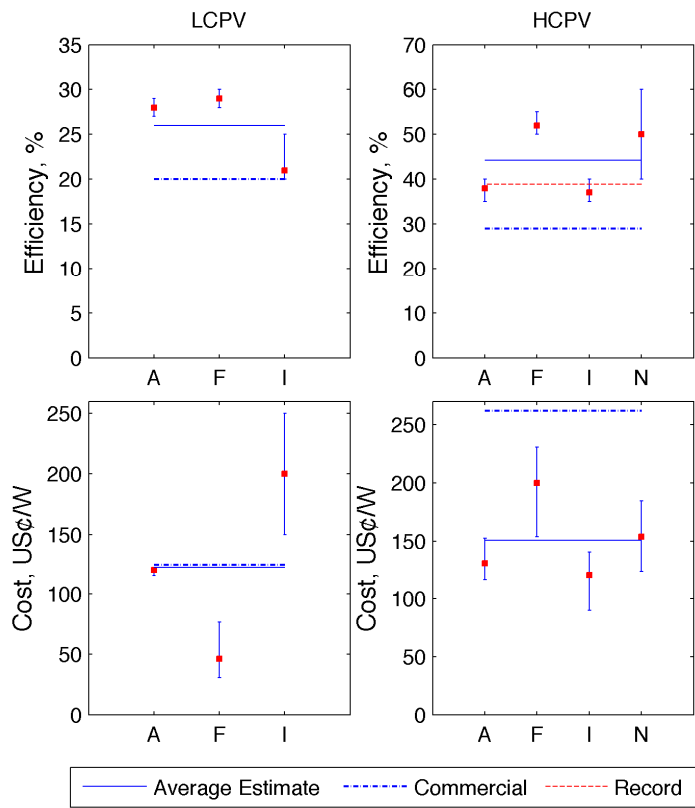 LCPV
HCPV
Efficiency, %
35
30
25
20
15
10
5
0
A F I
Efficiency, %
70
60
50
40
30
20
10
0
A F I N
Cost, US¢/W
250
200
150
100
50
0
A F I
Cost, US¢/W
250
200
150
100
50
0
A F I N
Average Estimate Commercial Record